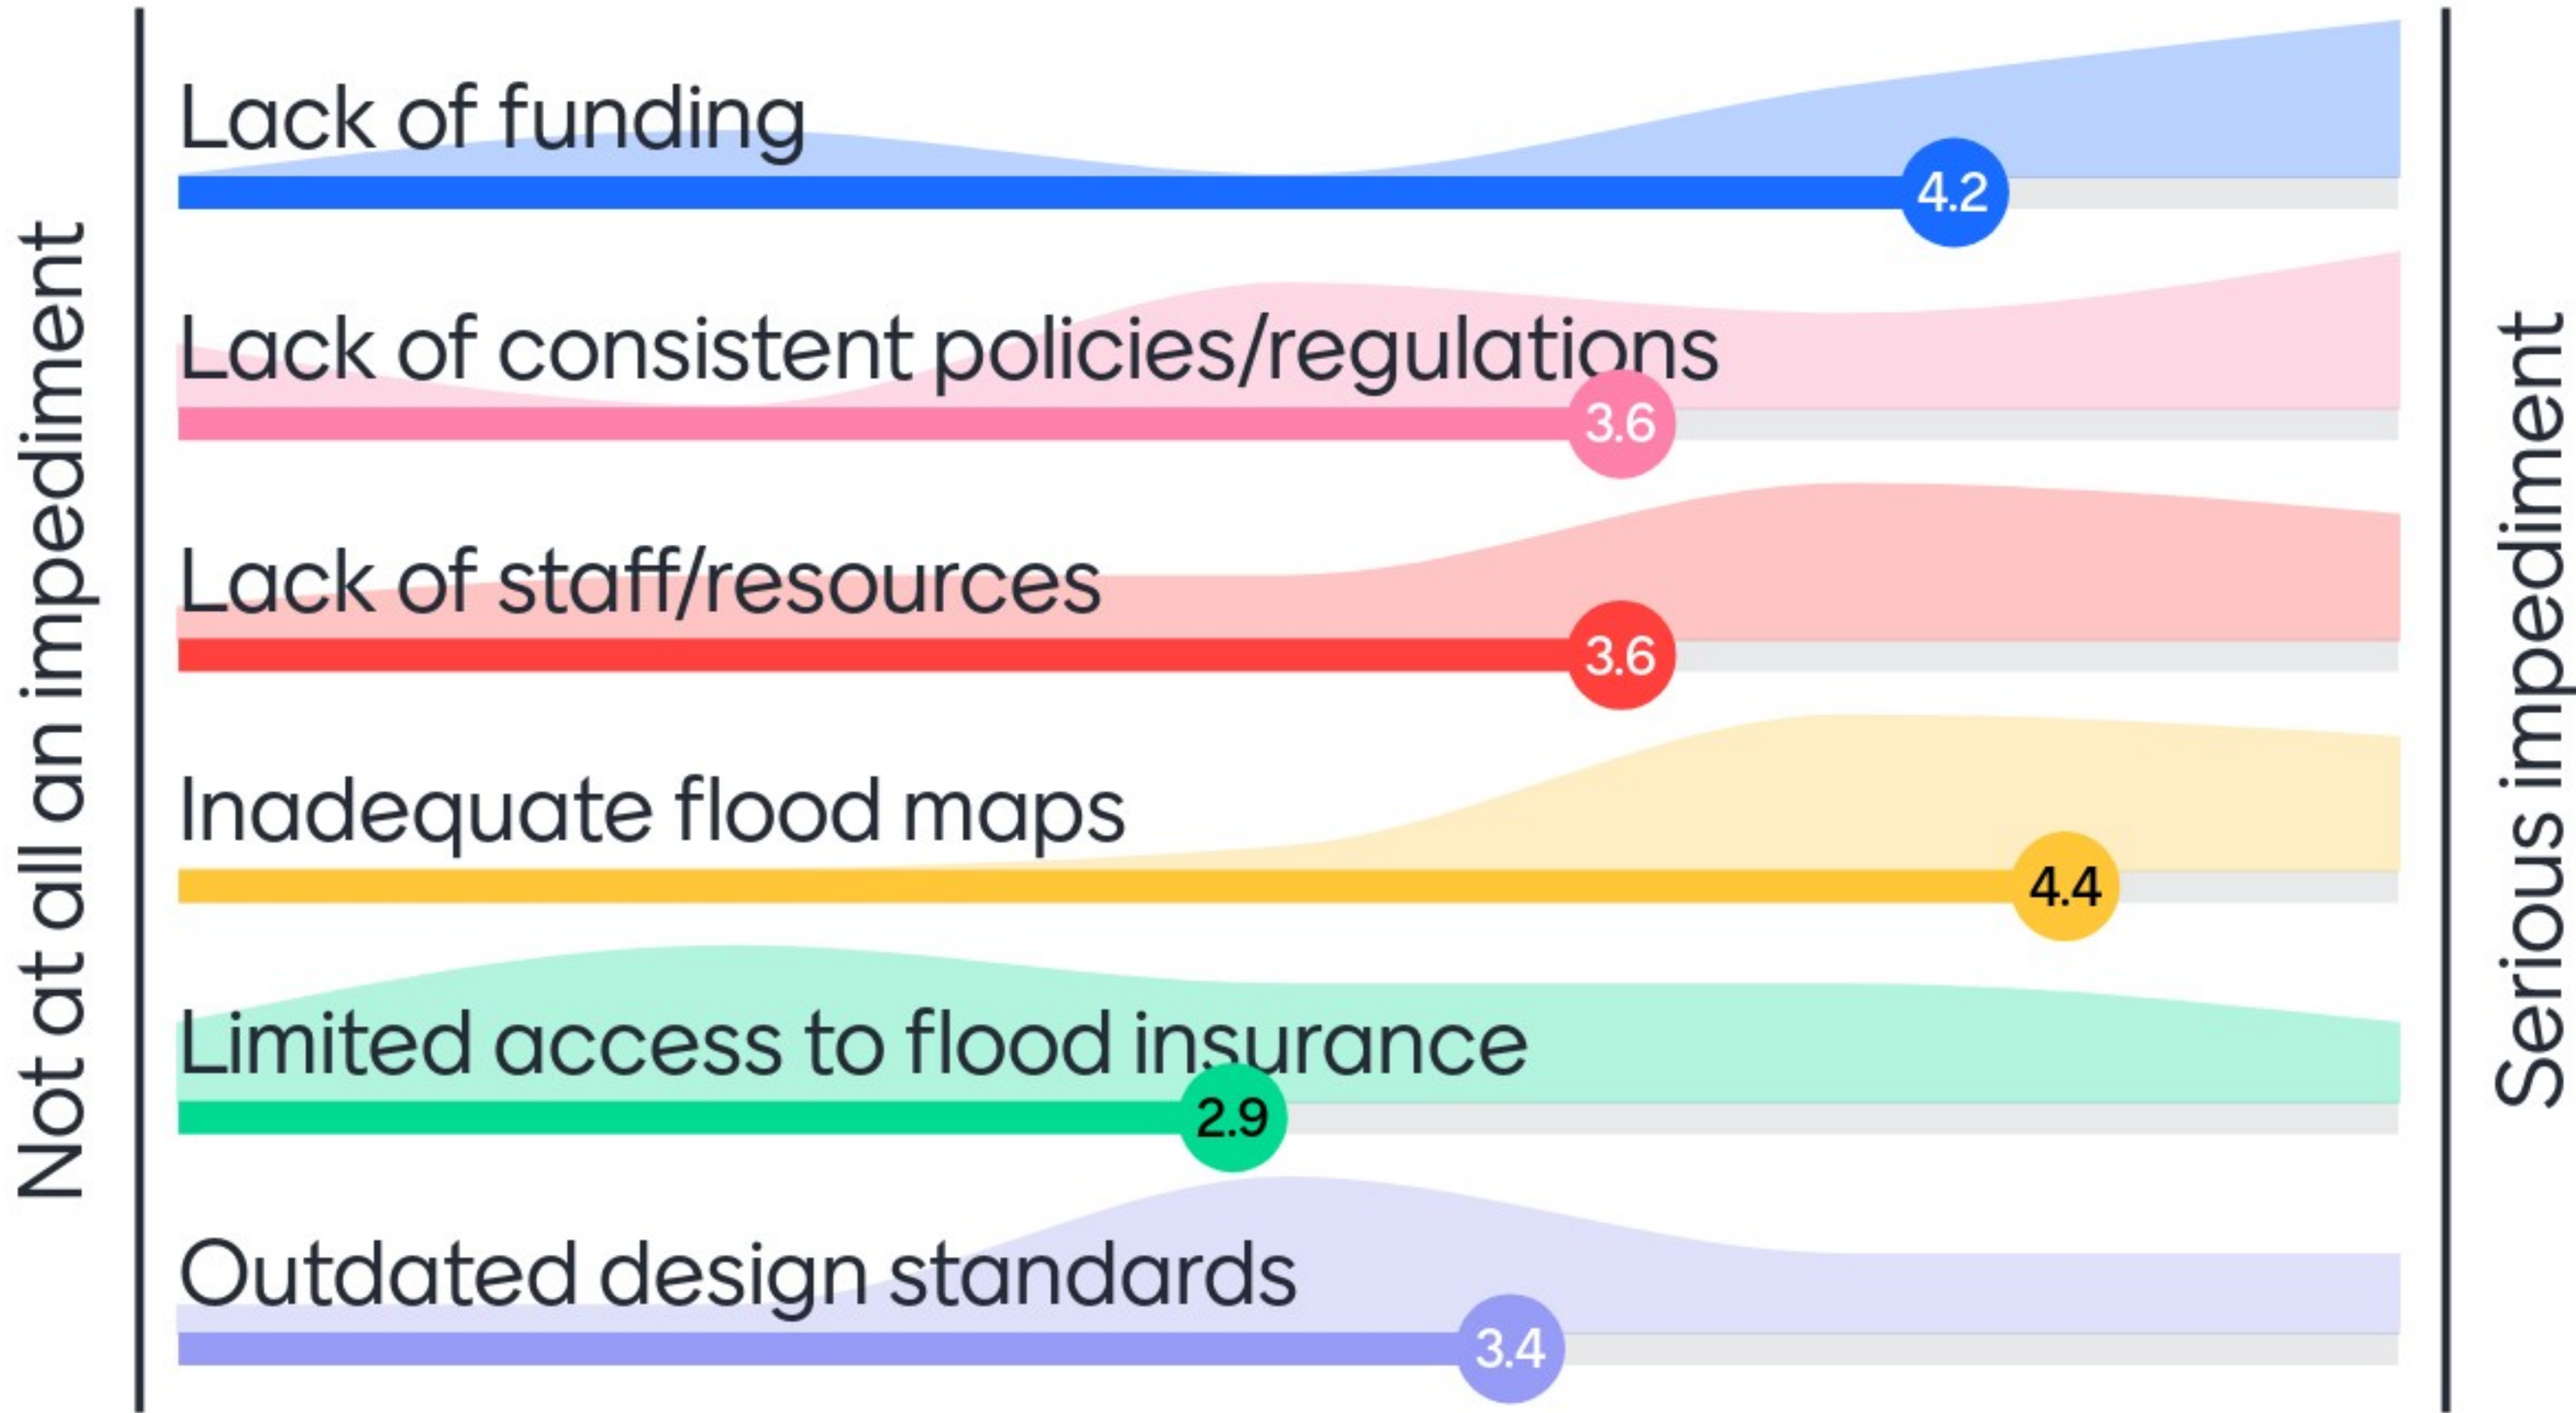 Not at all an impediment
Lack of funding
4.2
Lack of consistent policies/regulations
3.6
Lack of staff/resources
3.6
Inadequate flood maps
4.4
Limited access to flood insurance
2.9
Outdated design standards
3.4
Serious impediment